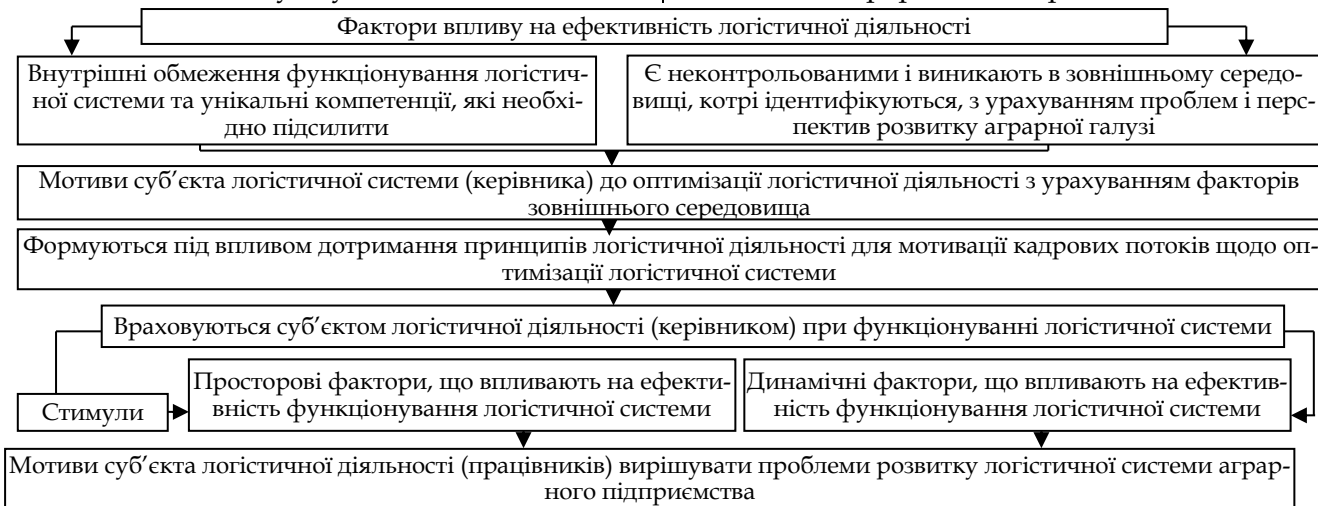 Фактори впливу на ефективність логістичної діяльності
Внутрішні обмеження функціонування логістич-
ної системи та унікальні компетенції, які необхі-
дно підсилити
Є неконтрольованими і виникають в зовнішньому середо-
вищі, котрі ідентифікуються, з урахуванням проблем і перс-
пектив розвитку аграрної галузі
Мотиви суб’єкта логістичної системи (керівника) до оптимізації логістичної діяльності з урахуванням факторів
зовнішнього середовища
Формуються під впливом дотримання принципів логістичної діяльності для мотивації кадрових потоків щодо оп-
тимізації логістичної системи
Враховуються суб’єктом логістичної діяльності (керівником) при функціонуванні логістичної системи
Стимули
Просторові фактори, що впливають на ефекти-
вність функціонування логістичної системи
Динамічні фактори, що впливають на ефектив-
ність функціонування логістичної системи
Мотиви суб’єкта логістичної діяльності (працівників) вирішувати проблеми розвитку логістичної системи аграр-
ного підприємства